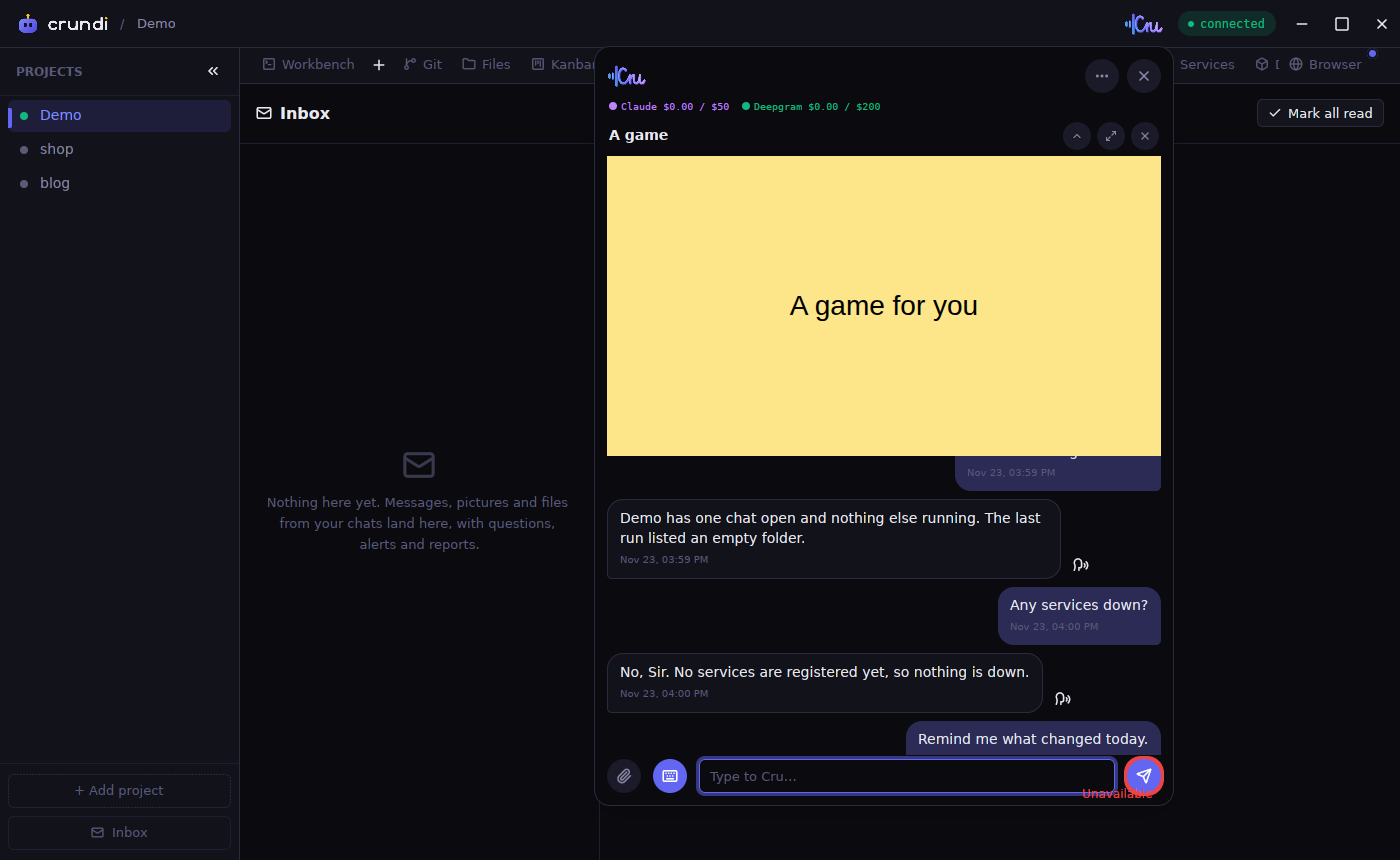 crundi / Demo
Cru
connected
PROJECTS
Demo
shop
blog
+ Add project
Inbox
Workbench
Git
Files
Kanban
Services
Browser
Inbox
Mark all read
Nothing here yet. Messages, pictures and files
from your chats land here, with questions,
alerts and reports.
Cru
Claude $0.00 / $50 Deepgram $0.00 / $200
A game
A game for you
Nov 23, 03:59 PM
Demo has one chat open and nothing else running. The last
run listed an empty folder.
Nov 23, 03:59 PM
Any services down?
Nov 23, 04:00 PM
No, Sir. No services are registered yet, so nothing is down.
Nov 23, 04:00 PM
Remind me what changed today.
Type to Cru...
Unavailable